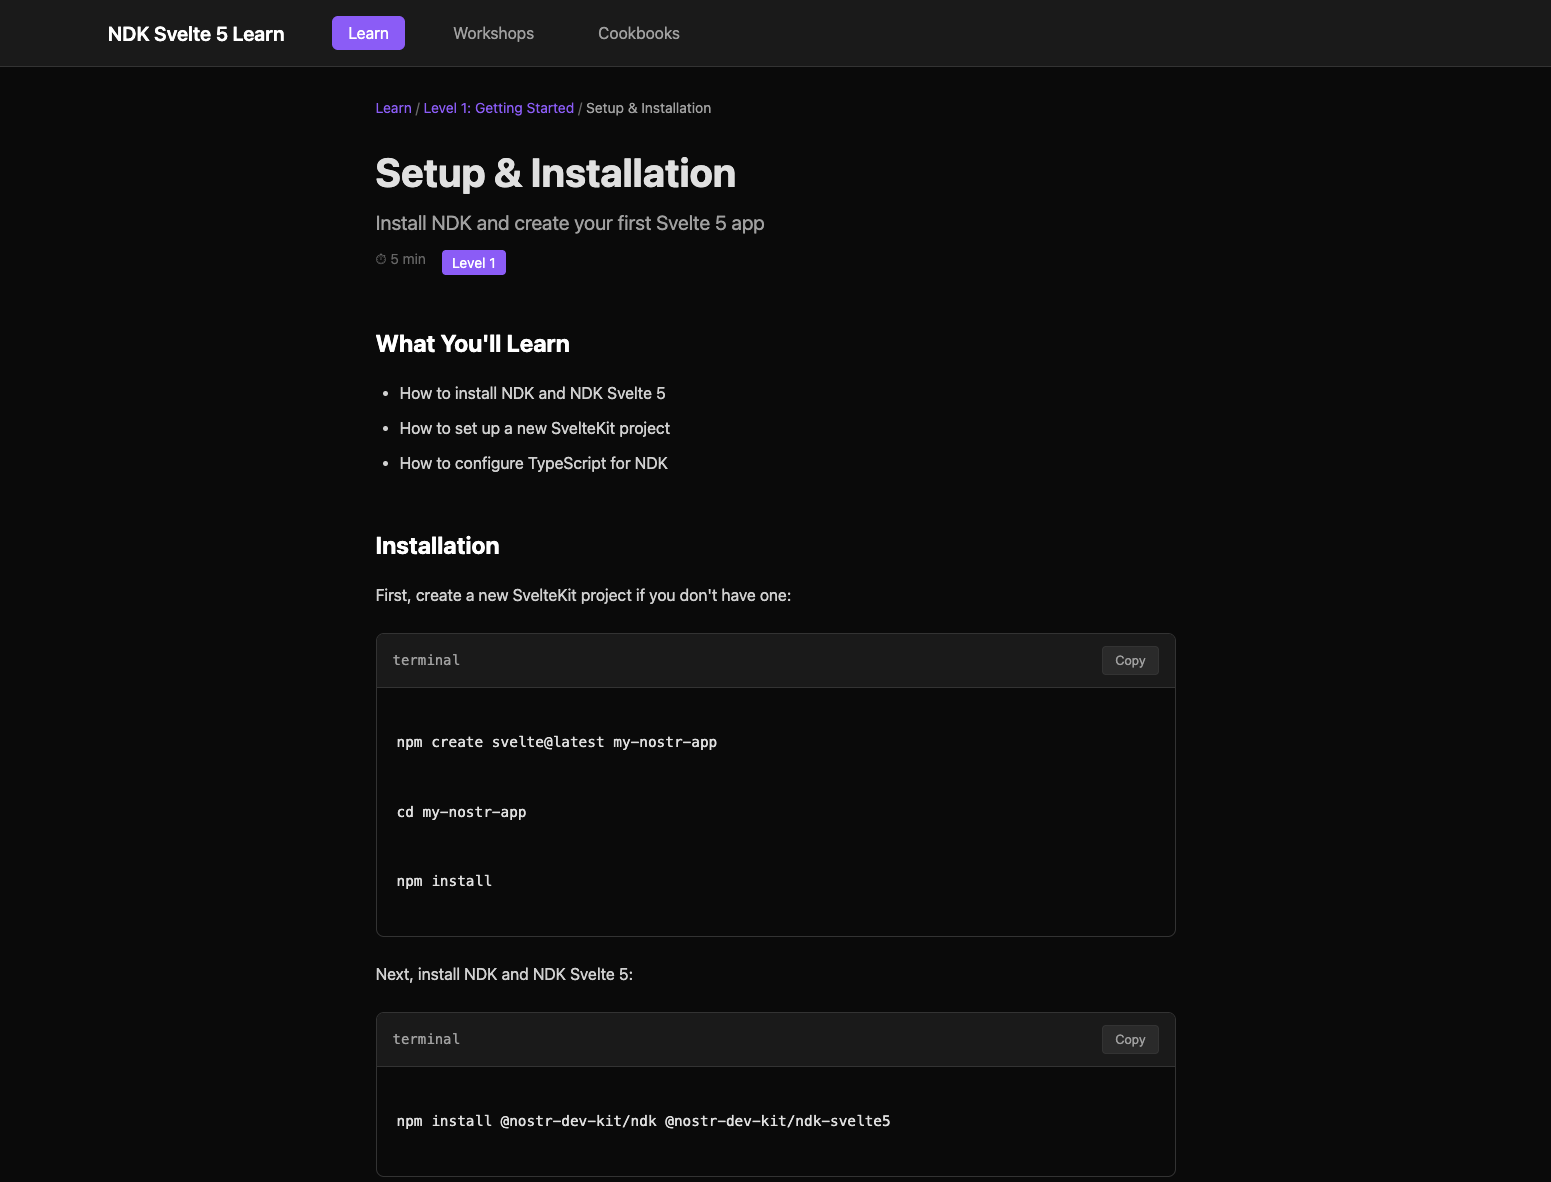 NDK Svelte 5 Learn
Learn
Workshops
Cookbooks
Learn / Level 1: Getting Started / Setup & Installation
Setup & Installation
Install NDK and create your first Svelte 5 app
⏱ 5 min
Level 1
What You'll Learn
• How to install NDK and NDK Svelte 5
• How to set up a new SvelteKit project
• How to configure TypeScript for NDK
Installation
First, create a new SvelteKit project if you don't have one:
terminal
Copy
npm create svelte@latest my-nostr-app
cd my-nostr-app
npm install
Next, install NDK and NDK Svelte 5:
terminal
Copy
npm install @nostr-dev-kit/ndk @nostr-dev-kit/ndk-svelte5